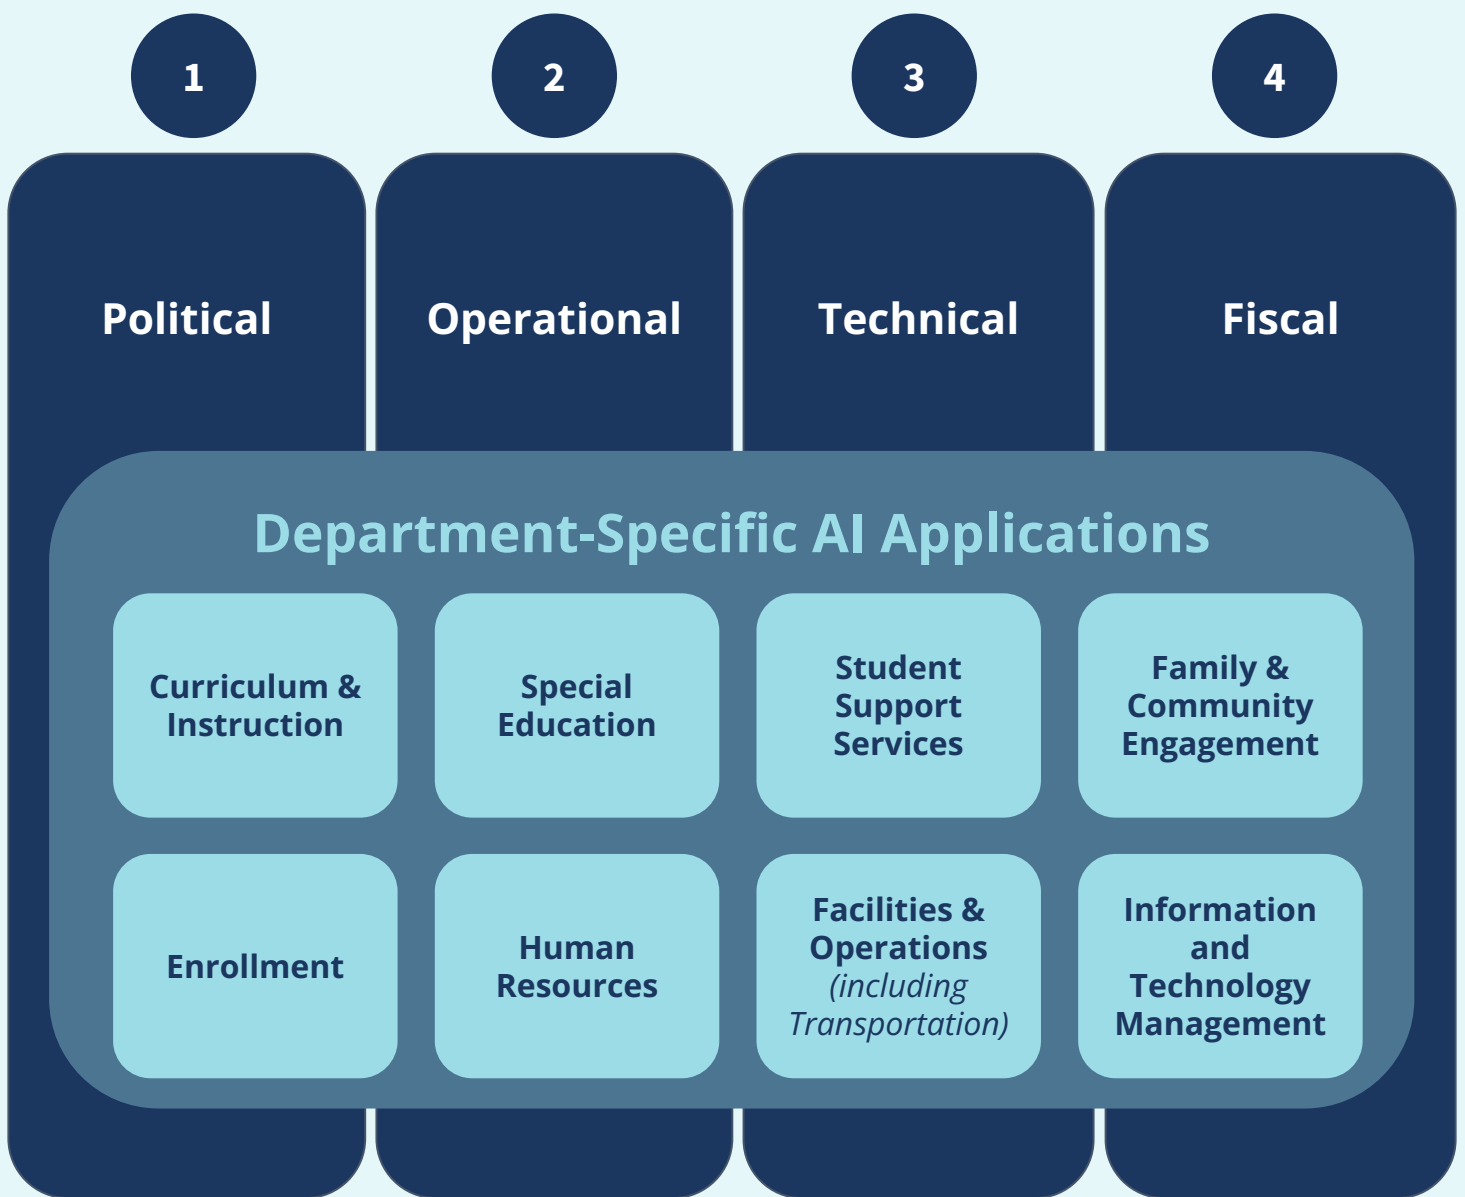 1
2
3
4
Political
Operational
Technical
Fiscal
Department-Specific AI Applications
Curriculum &
Instruction
Special
Education
Student
Support
Services
Family &
Community
Engagement
Enrollment
Human
Resources
Facilities &
Operations
(including
Transportation)
Information
and
Technology
Management